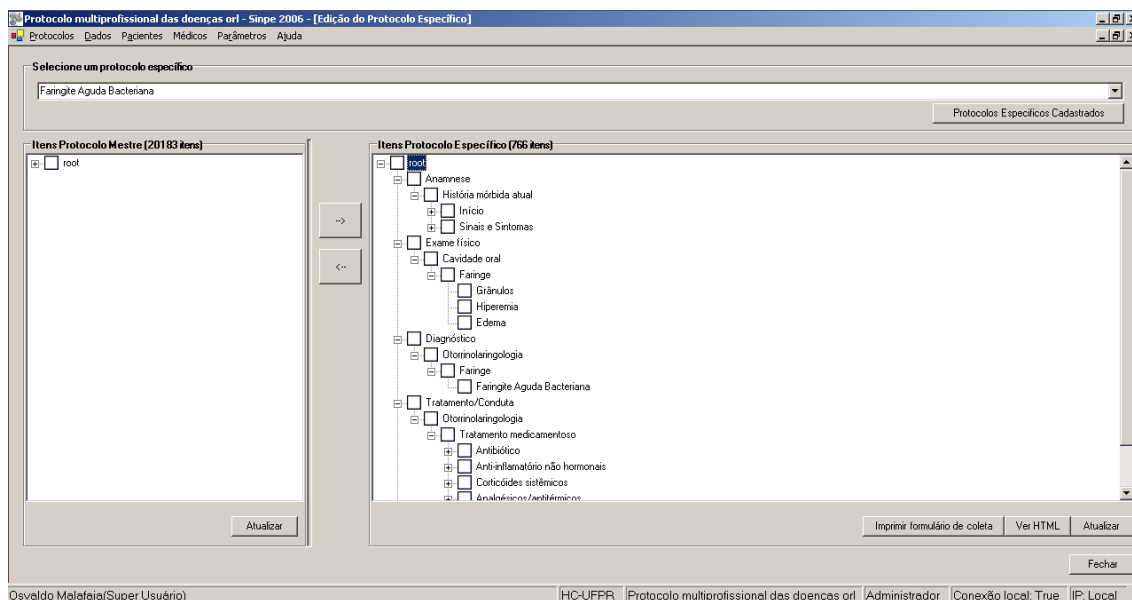 Protocolo multiprofissional das doenças orl - Sinpe 2006 - [Edição do Protocolo Específico]
Protocolos Dados Pacientes Médicos Parâmetros Ajuda
Selecione um protocolo específico
Faringite Aguda Bacteriana
Protocolos Específicos Cadastrados
Itens Protocolo Mestre (20183 itens)
root
-->
<--
Atualizar
Itens Protocolo Específico (766 itens)
root
Anamnese
História mórbida atual
Início
Sinais e Sintomas
Exame físico
Cavidade oral
Faringe
Grânulos
Hiperemia
Edema
Diagnóstico
Otorrinolaringologia
Faringe
Faringite Aguda Bacteriana
Tratamento/Conduta
Otorrinolaringologia
Tratamento medicamentoso
Antibiótico
Anti-inflamatório não hormonais
Corticóides sistêmicos
Analgésicos/antitérmicos
Imprimir formulário de coleta Ver HTML Atualizar
Fechar
Osvaldo Malafaia(Super Usuário) HC-UFPR Protocolo multiprofissional das doenças orl Administrador Conexão local: True IP: Local